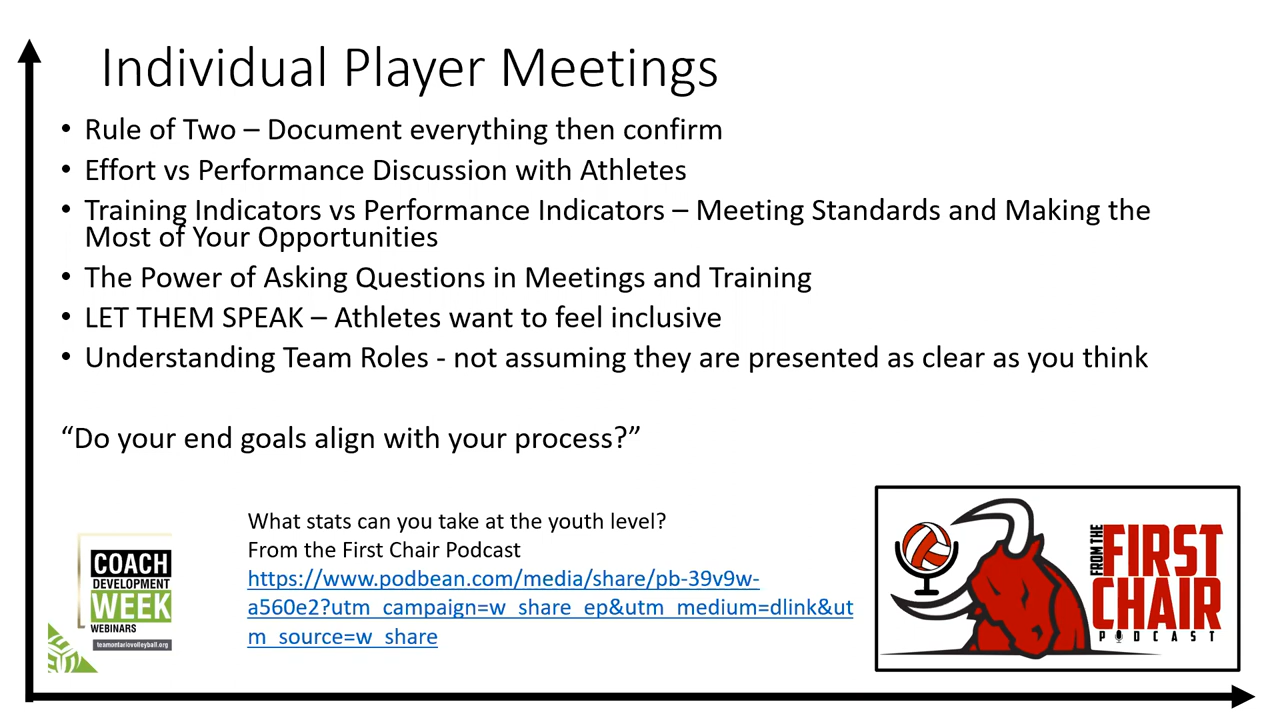 Individual Player Meetings
• Rule of Two – Document everything then confirm
• Effort vs Performance Discussion with Athletes
• Training Indicators vs Performance Indicators – Meeting Standards and Making the
Most of Your Opportunities
• The Power of Asking Questions in Meetings and Training
• LET THEM SPEAK – Athletes want to feel inclusive
• Understanding Team Roles - not assuming they are presented as clear as you think
“Do your end goals align with your process?”
What stats can you take at the youth level?
From the First Chair Podcast
https://www.podbean.com/media/share/pb-39v9w-
a560e2?utm_campaign=w_share_ep&utm_medium=dlink&ut
m_source=w_share
COACH
DEVELOPMENT
WEEK
WEBINARS
teamontariovolleyball.org
FROM THE
FIRST
CHAIR
PODCAST